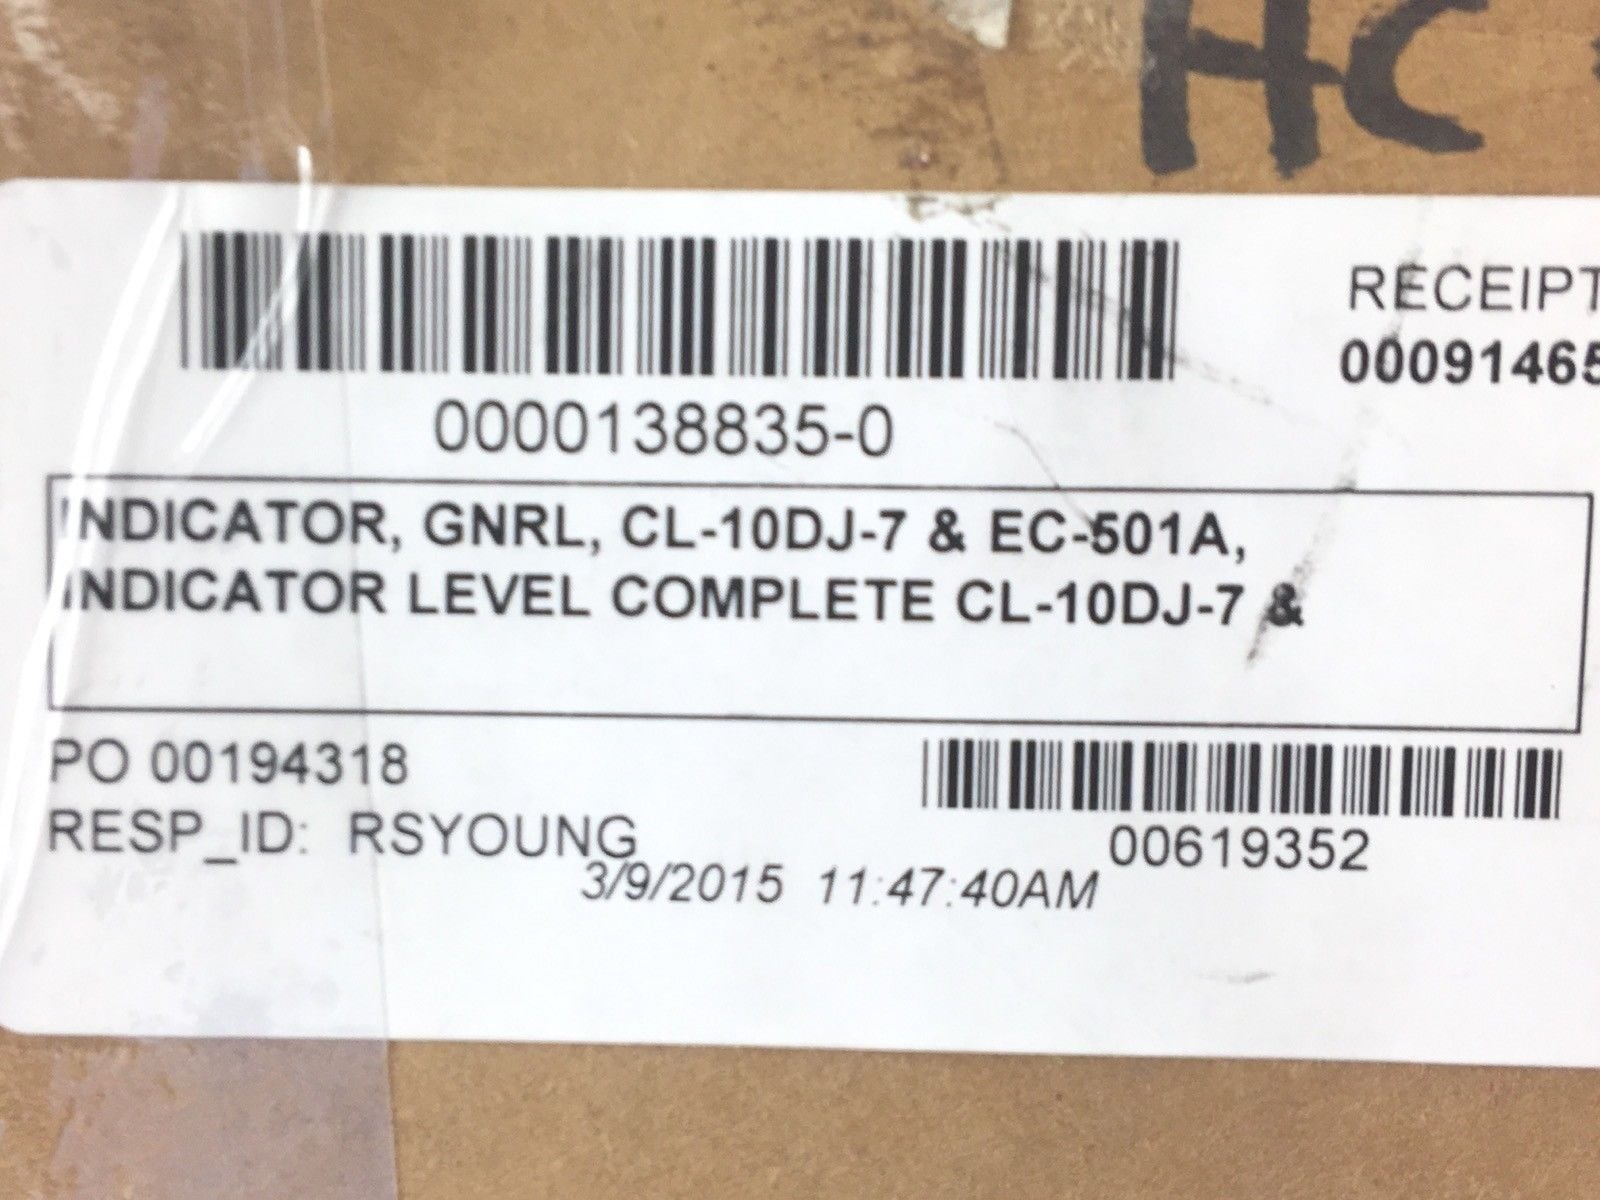 HC
RECEIPT
00091465
0000138835-0
INDICATOR, GNRL, CL-10DJ-7 & EC-501A,
INDICATOR LEVEL COMPLETE CL-10DJ-7 &
PO 00194318
RESP_ID: RSYOUNG
00619352
3/9/2015 11:47:40AM